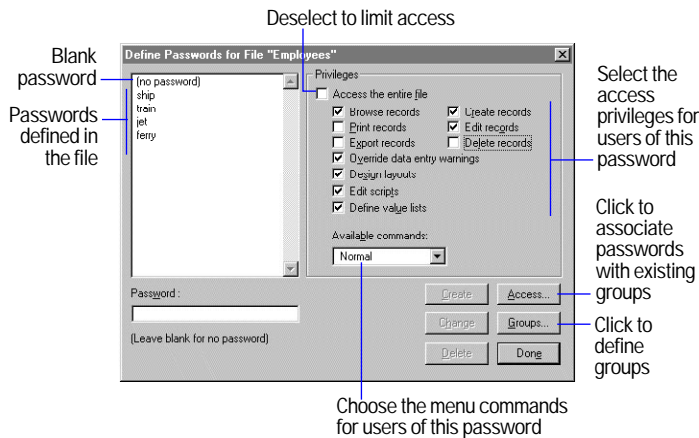 Deselect to limit access
Blank
password
Passwords
defined in
the file
Define Passwords for File "Employees"
(no password)
ship
train
jet
ferry
Privileges
Access the entire file
Browse records
Create records
Print records
Edit records
Export records
Delete records
Override data entry warnings
Design layouts
Edit scripts
Define value lists
Available commands:
Normal
Password :
(Leave blank for no password)
Create
Access...
Change
Groups...
Delete
Done
Select the
access
privileges for
users of this
password
Click to
associate
passwords
with existing
groups
Click to
define
groups
Choose the menu commands
for users of this password